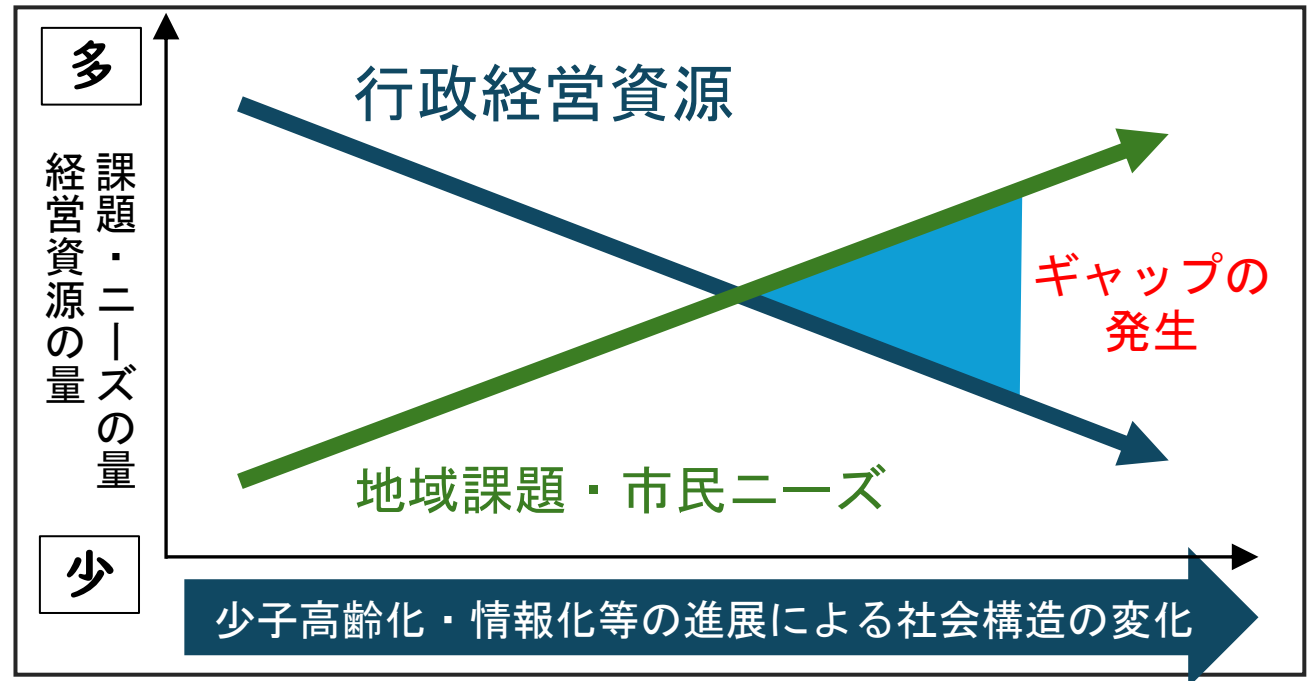 多
行政経営資源
課題・ニーズの量
経営資源の量
ギャップの
発生
地域課題・市民ニーズ
少
少子高齢化・情報化等の進展による社会構造の変化